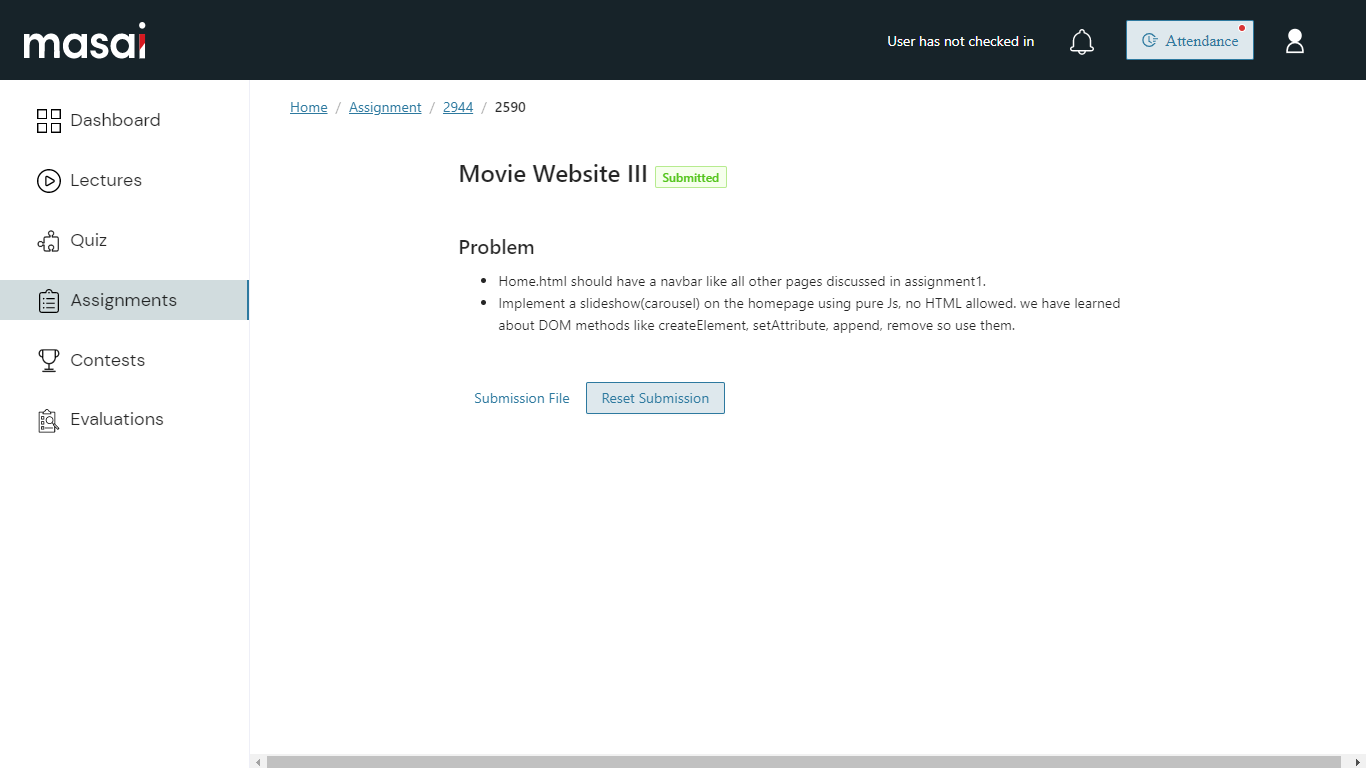 masai
User has not checked in
Attendance
Dashboard
Lectures
Quiz
Assignments
Contests
Evaluations
Home / Assignment / 2944 / 2590
Movie Website III Submitted
Problem
Home.html should have a navbar like all other pages discussed in assignment1.
Implement a slideshow(carousel) on the homepage using pure Js, no HTML allowed. we have learned
about DOM methods like createElement, setAttribute, append, remove so use them.
Submission File Reset Submission